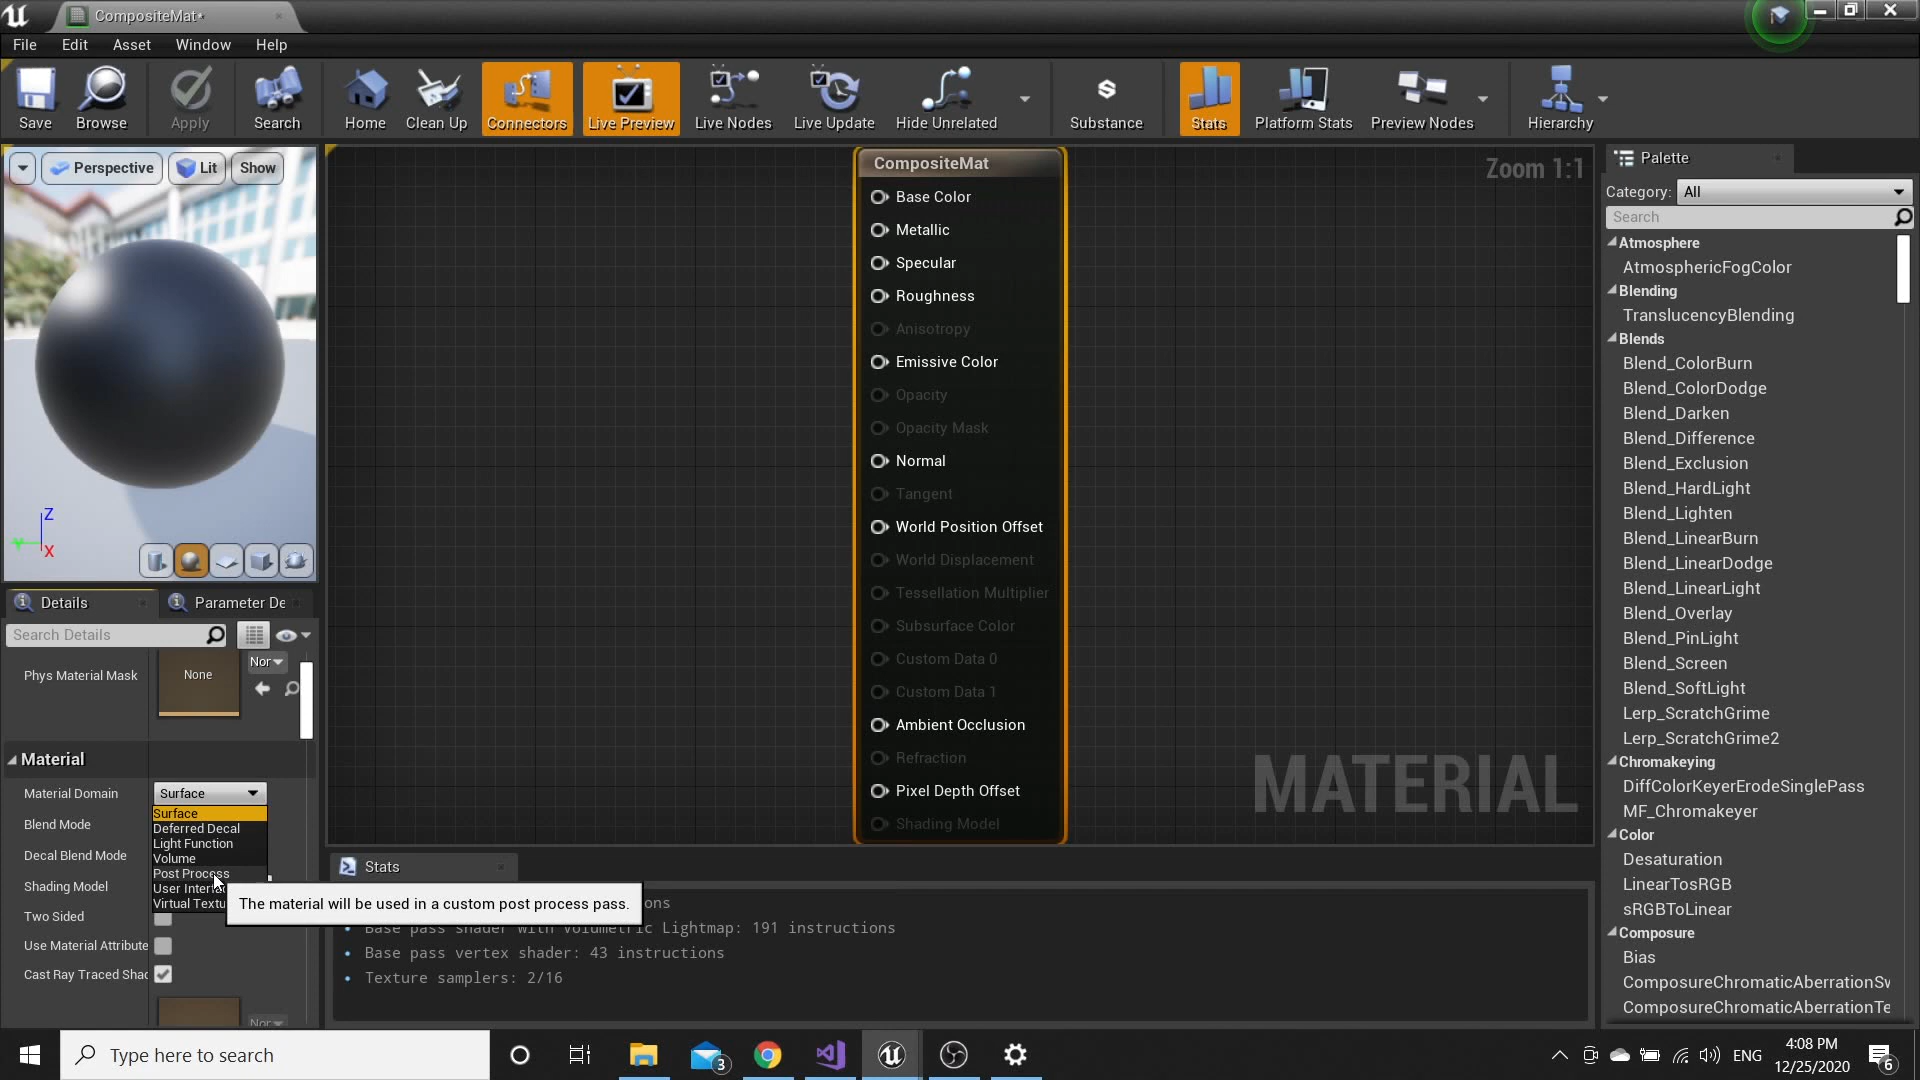 CompositeMat*
File Edit Asset Window Help
Save Browse Apply Search Home Clean Up Connectors Live Preview Live Nodes Live Update Hide Unrelated Substance Stats Platform Stats Preview Nodes Hierarchy
Perspective Lit Show
Z
Y
X
Details Parameter De
Search Details
Phys Material Mask None Nor
Material
Material Domain Surface
Surface
Deferred Decal
Light Function
Volume
Post Process
User Interfa
Virtual Textu
Blend Mode
Decal Blend Mode
Shading Model
Two Sided
Use Material Attribute
Cast Ray Traced Shad
Nor
The material will be used in a custom post process pass.
CompositeMat
Base Color
Metallic
Specular
Roughness
Anisotropy
Emissive Color
Opacity
Opacity Mask
Normal
Tangent
World Position Offset
World Displacement
Tessellation Multiplier
Subsurface Color
Custom Data 0
Custom Data 1
Ambient Occlusion
Refraction
Pixel Depth Offset
Shading Model
Zoom 1:1
MATERIAL
Stats
ons
Base pass shader with Volumetric Lightmap: 191 instructions
Base pass vertex shader: 43 instructions
Texture samplers: 2/16
Palette
Category: All
Search
Atmosphere
AtmosphericFogColor
Blending
TranslucencyBlending
Blends
Blend_ColorBurn
Blend_ColorDodge
Blend_Darken
Blend_Difference
Blend_Exclusion
Blend_HardLight
Blend_Lighten
Blend_LinearBurn
Blend_LinearDodge
Blend_LinearLight
Blend_Overlay
Blend_PinLight
Blend_Screen
Blend_SoftLight
Lerp_ScratchGrime
Lerp_ScratchGrime2
Chromakeying
DiffColorKeyerErodeSinglePass
MF_Chromakeyer
Color
Desaturation
LinearTosRGB
sRGBToLinear
Composure
Bias
ComposureChromaticAberrationSw
ComposureChromaticAberrationTe
Type here to search
3
ENG
4:08 PM
12/25/2020
6